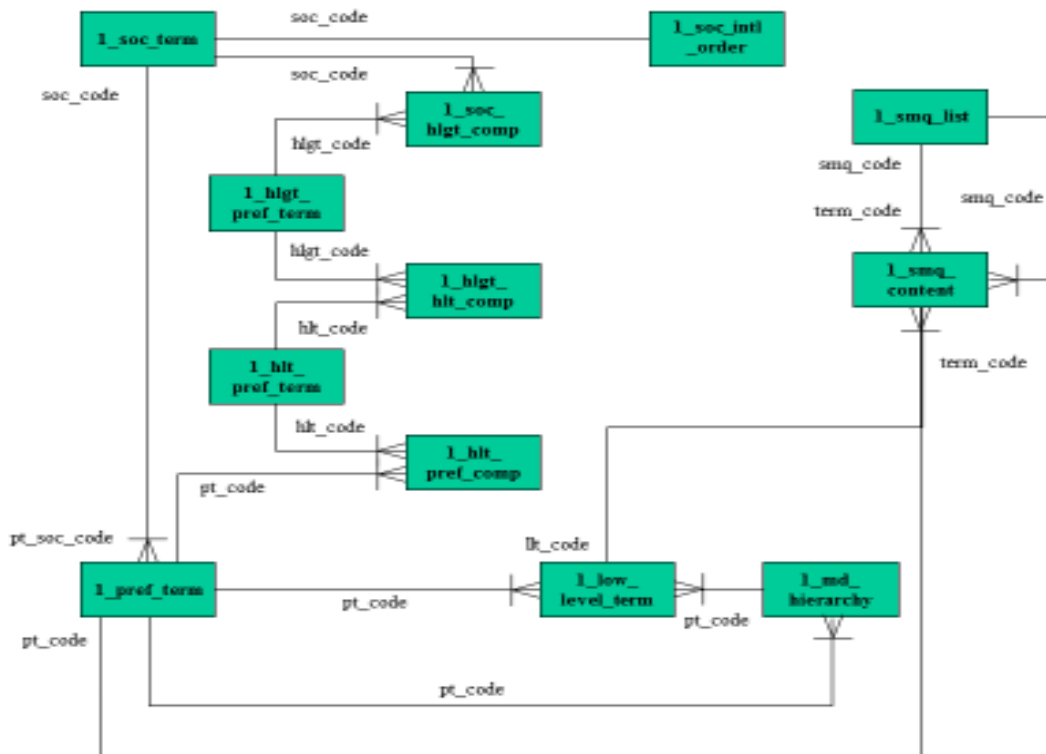 soc_code
1_soc_term
1_soc_intl
_order
soc_code
soc_code
1_soc_
hlgt_comp
1_smq_list
hlgt_code
smq_code
1_hlgt_
pref_term
smq_code
term_code
hlgt_code
1_smq_
content
1_hlgt_
hlt_comp
hlt_code
1_hlt_
pref_term
term_code
hlt_code
1_hlt_
pref_comp
pt_code
pt_soc_code
llt_code
1_pref_term
1_low_
level_term
1_md_
hierarchy
pt_code
pt_code
pt_code
pt_code